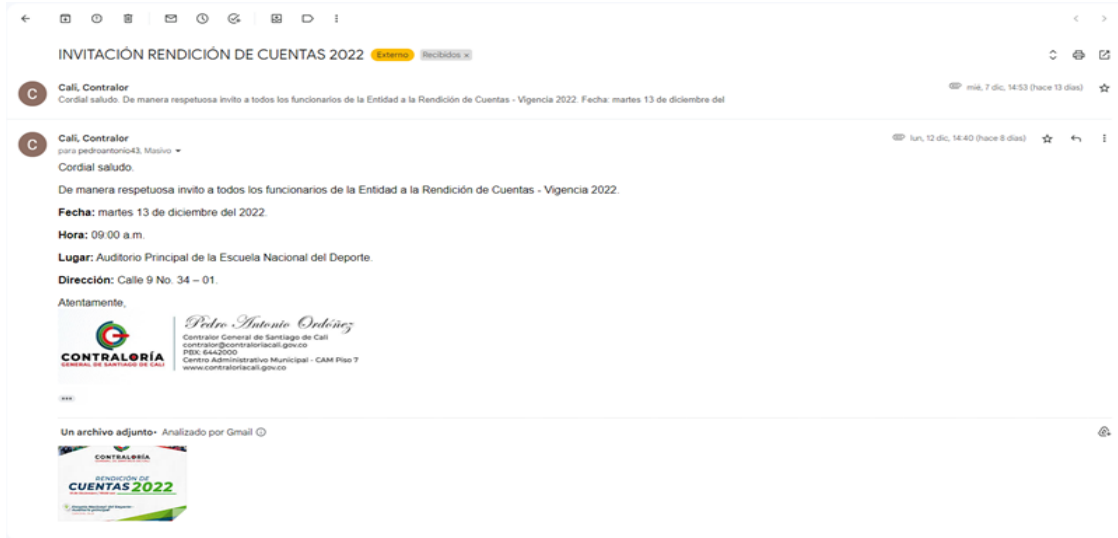 INVITACIÓN RENDICIÓN DE CUENTAS 2022 Externo Recibidos x
C
Cali, Contralor
mié, 7 dic, 14:53 (hace 13 días)
Cordial saludo. De manera respetuosa invito a todos los funcionarios de la Entidad a la Rendición de Cuentas - Vigencia 2022. Fecha: martes 13 de diciembre del
C
Cali, Contralor
lun, 12 dic, 14:40 (hace 8 días)
para pedroantonio43, Masivo
Cordial saludo.
De manera respetuosa invito a todos los funcionarios de la Entidad a la Rendición de Cuentas - Vigencia 2022.
Fecha: martes 13 de diciembre del 2022.
Hora: 09:00 a.m.
Lugar: Auditorio Principal de la Escuela Nacional del Deporte.
Dirección: Calle 9 No. 34 – 01.
Atentamente,
CONTRALORÍA
GENERAL DE SANTIAGO DE CALI
Pedro Antonio Ordóñez
Contralor General de Santiago de Cali
contralor@contraloriacali.gov.co
PBX: 6442000
Centro Administrativo Municipal - CAM Piso 7
www.contraloriacali.gov.co
Un archivo adjunto• Analizado por Gmail
CONTRALORÍA
RENDICIÓN DE
CUENTAS 2022
Escuela Nacional del Deporte -
Auditorio principal